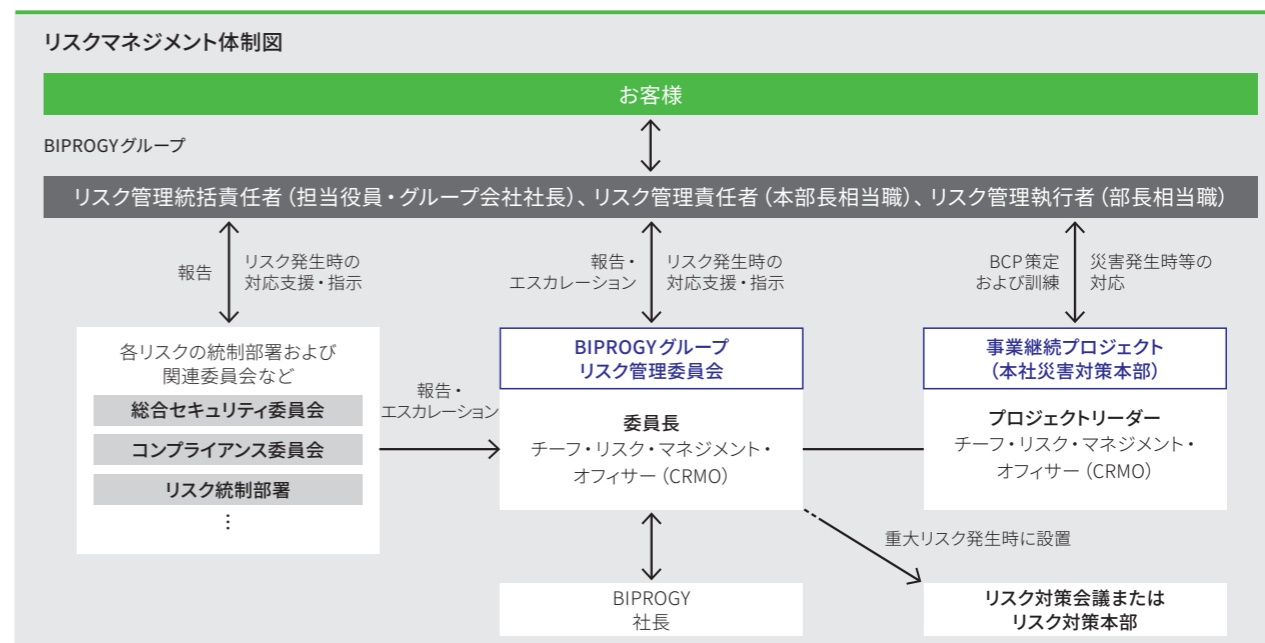 リスクマネジメント体制図
お客様
BIPROGYグループ
リスク管理統括責任者（担当役員・グループ会社社長）、リスク管理責任者（本部長相当職）、リスク管理執行者（部長相当職）
報告
リスク発生時の
対応支援・指示
報告・
エスカレーション
リスク発生時の
対応支援・指示
BCP策定
および訓練
災害発生時等の
対応
各リスクの統制部署および
関連委員会など
総合セキュリティ委員会
コンプライアンス委員会
リスク統制部署
⋮
報告・
エスカレーション
BIPROGYグループ
リスク管理委員会
委員長
チーフ・リスク・マネジメント・
オフィサー（CRMO）
事業継続プロジェクト
（本社災害対策本部）
プロジェクトリーダー
チーフ・リスク・マネジメント・
オフィサー（CRMO）
重大リスク発生時に設置
BIPROGY
社長
リスク対策会議または
リスク対策本部